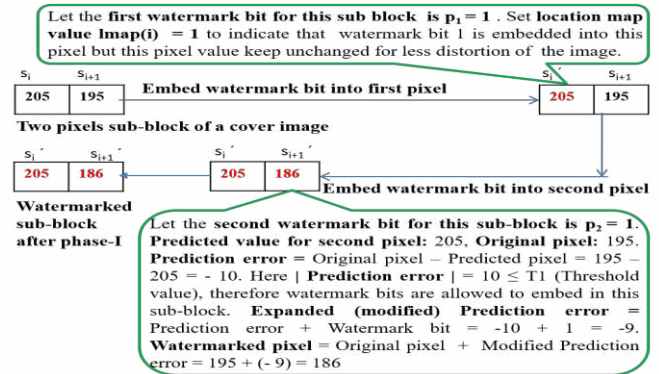 Let the first watermark bit for this sub block is p₁ = 1 . Set location map
value lmap(i) = 1 to indicate that watermark bit 1 is embedded into this
pixel but this pixel value keep unchanged for less distortion of the image.
Sᵢ Sᵢ₊₁ Sᵢ´ Sᵢ₊₁
205 195 Embed watermark bit into first pixel 205 195
Two pixels sub-block of a cover image
Sᵢ´ Sᵢ₊₁´ Sᵢ´ Sᵢ₊₁´
205 186 205 186
Embed watermark bit into second pixel
Watermarked
sub-block
after phase-I
Let the second watermark bit for this sub-block is p₂ = 1.
Predicted value for second pixel: 205, Original pixel: 195.
Prediction error = Original pixel – Predicted pixel = 195 –
205 = - 10. Here | Prediction error | = 10 ≤ T1 (Threshold
value), therefore watermark bits are allowed to embed in this
sub-block. Expanded (modified) Prediction error =
Prediction error + Watermark bit = -10 + 1 = -9.
Watermarked pixel = Original pixel + Modified Prediction
error = 195 + (- 9) = 186